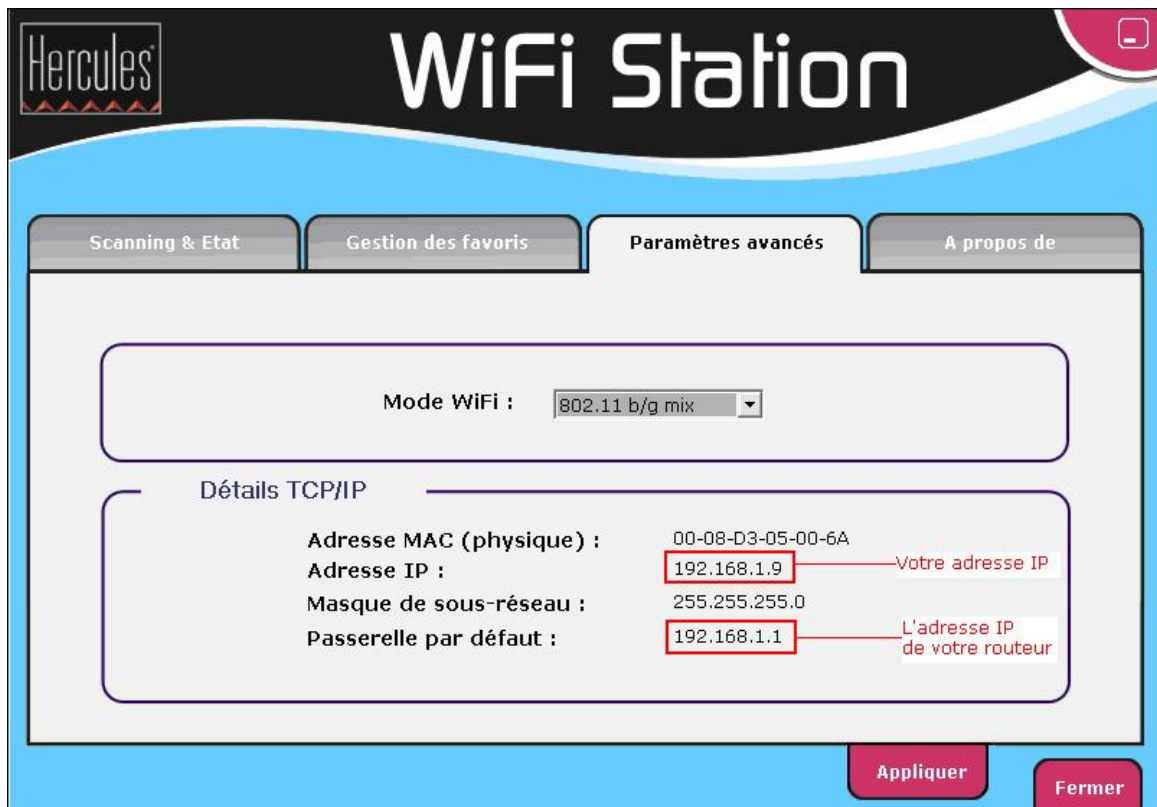 Hercules
WiFi Station
Scanning & Etat
Gestion des favoris
Paramètres avancés
A propos de
Mode WiFi :
802.11 b/g mix
Détails TCP/IP
Adresse MAC (physique) : 00-08-D3-05-00-6A
Adresse IP : 192.168.1.9 Votre adresse IP
Masque de sous-réseau : 255.255.255.0
Passerelle par défaut : 192.168.1.1 L'adresse IP
de votre routeur
Appliquer
Fermer